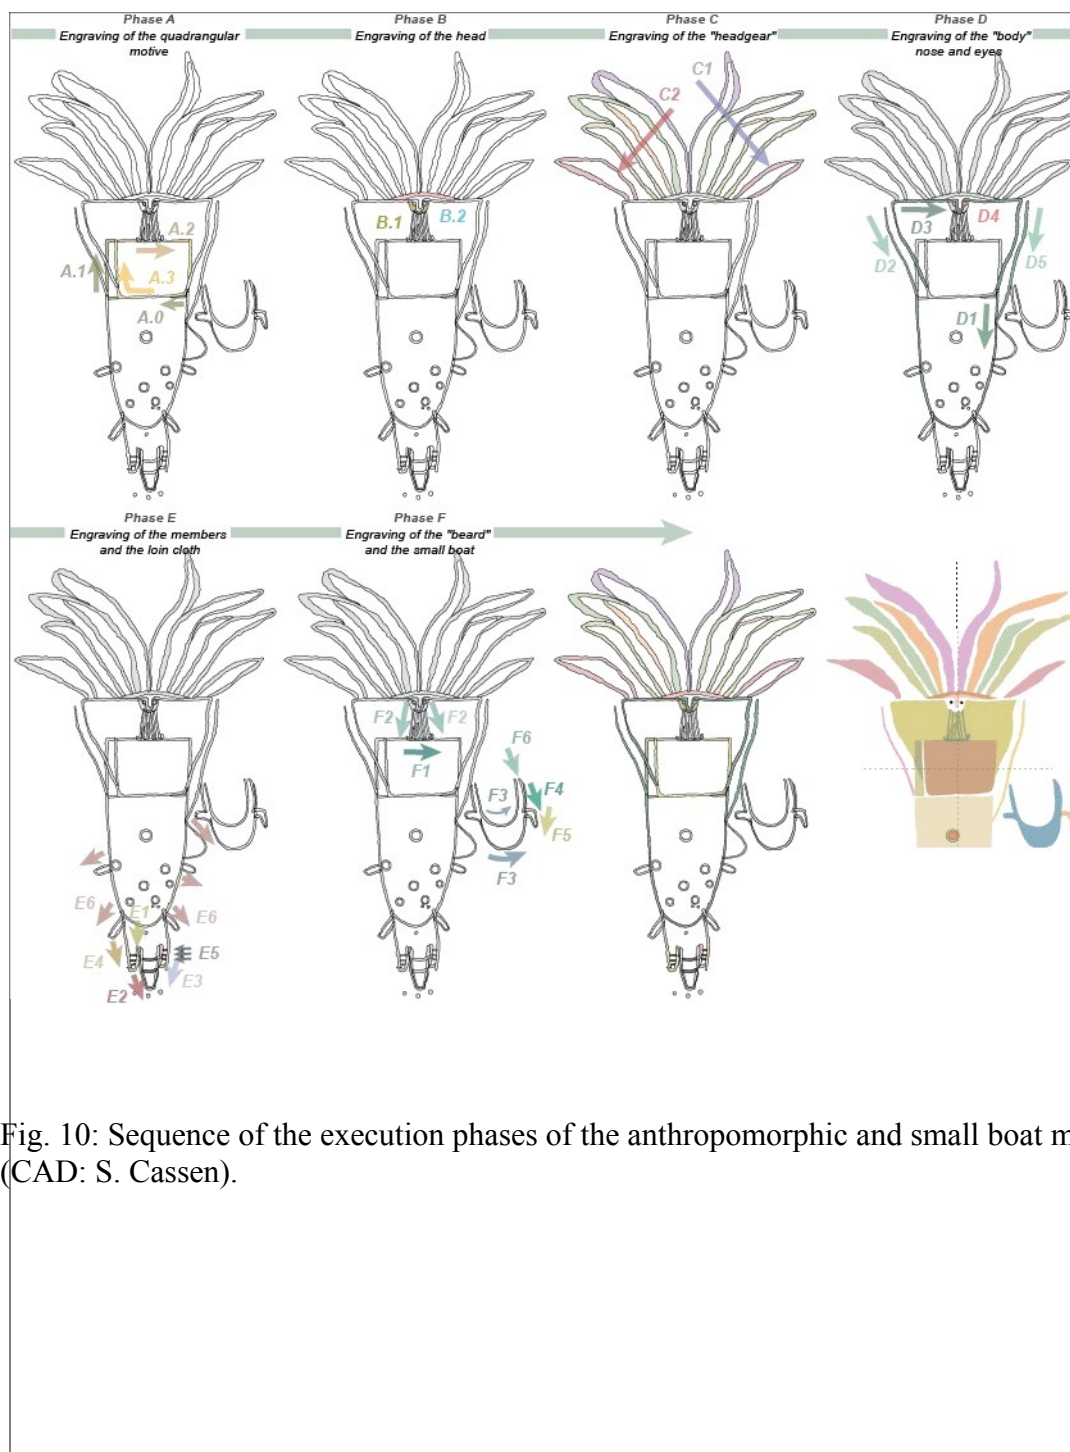 Phase A
Engraving of the quadrangular
motive
Phase B
Engraving of the head
Phase C
Engraving of the "headgear"
Phase D
Engraving of the "body"
nose and eyes
A.2
A.1
A.3
A.0
B.1
B.2
C1
C2
D3
D4
D2
D5
D1
Phase E
Engraving of the members
and the loin cloth
Phase F
Engraving of the "beard"
and the small boat
E6
E1
E6
E4
E5
E3
E2
F2
F2
F1
F6
F3
F4
F5
F3
Fig. 10: Sequence of the execution phases of the anthropomorphic and small boat
(CAD: S. Cassen).